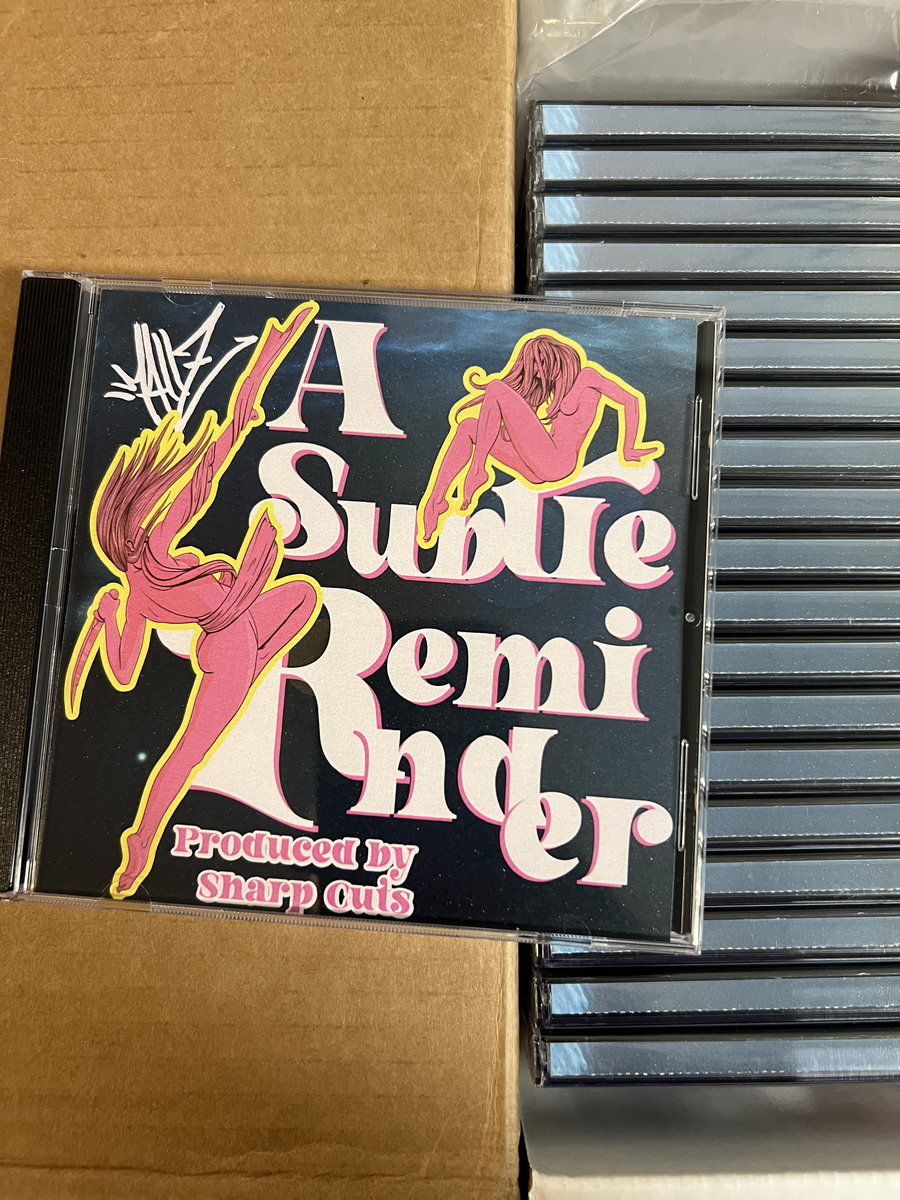 A
Subtle
Remi
nder
Produced by
Sharp Cuts